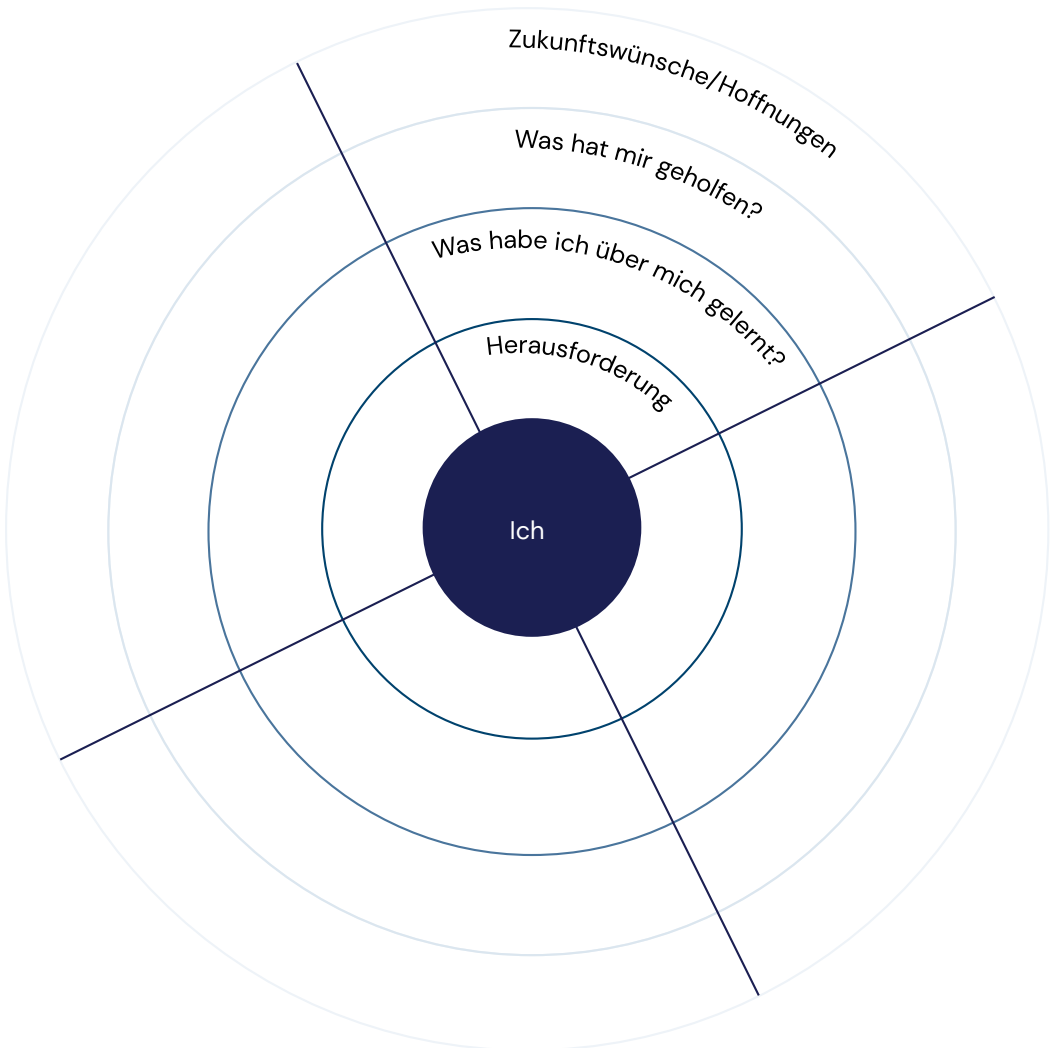 Zukunftswünsche/Hoffnungen
Was hat mir geholfen?
Was habe ich über mich gelernt?
Herausforderung
Ich